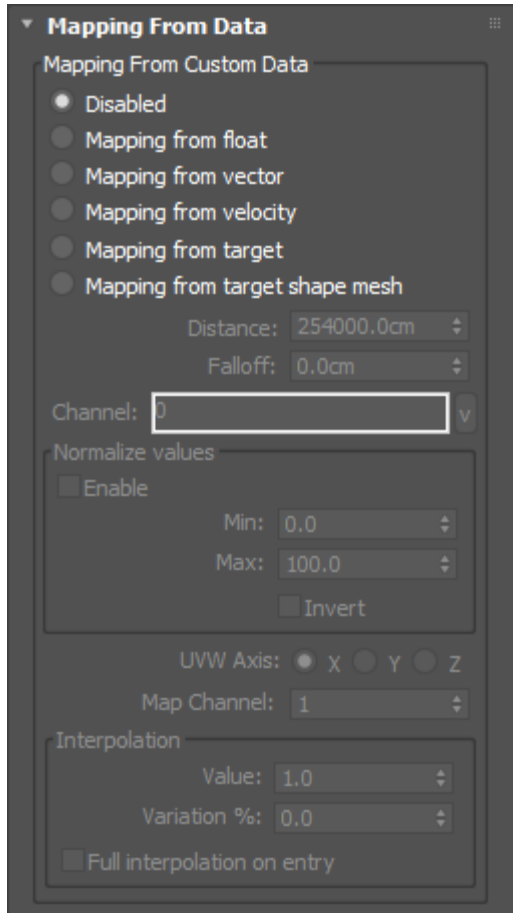 Mapping From Data
Mapping From Custom Data
Disabled
Mapping from float
Mapping from vector
Mapping from velocity
Mapping from target
Mapping from target shape mesh
Distance: 254000.0cm
Falloff: 0.0cm
Channel: 0 v
Normalize values
Enable
Min: 0.0
Max: 100.0
Invert
UVW Axis: X Y Z
Map Channel: 1
Interpolation
Value: 1.0
Variation %: 0.0
Full interpolation on entry